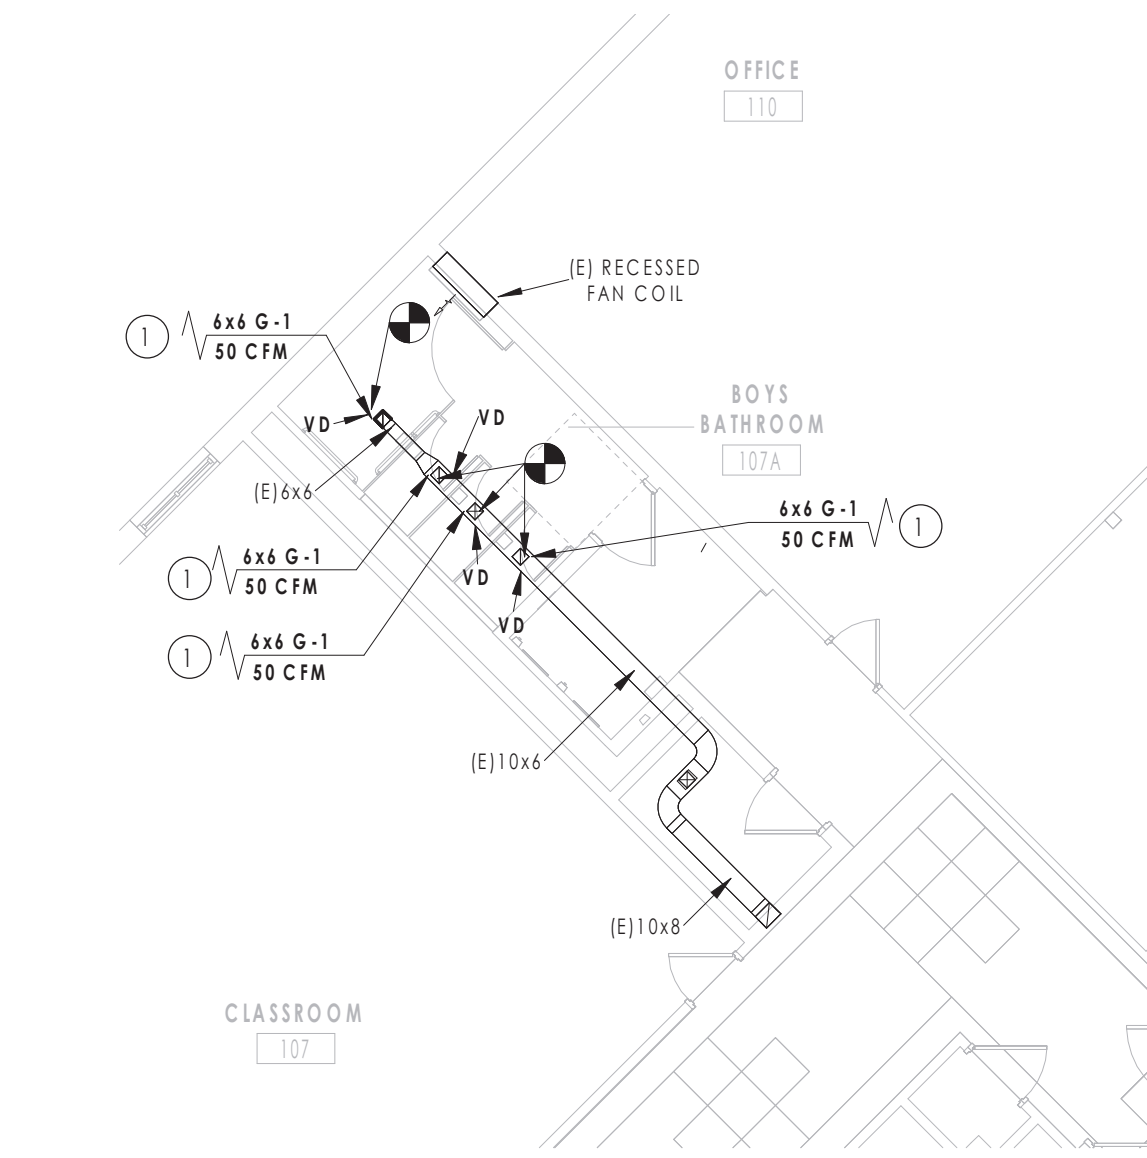 OFFICE
110
(E) RECESSED
FAN COIL
1
6x6 G-1
50 CFM
BOYS
BATHROOM
107A
VD
VD
(E)6x6
6x6 G-1
50 CFM
1
1
6x6 G-1
50 CFM
VD
VD
1
6x6 G-1
50 CFM
(E)10x6
(E)10x8
CLASSROOM
107